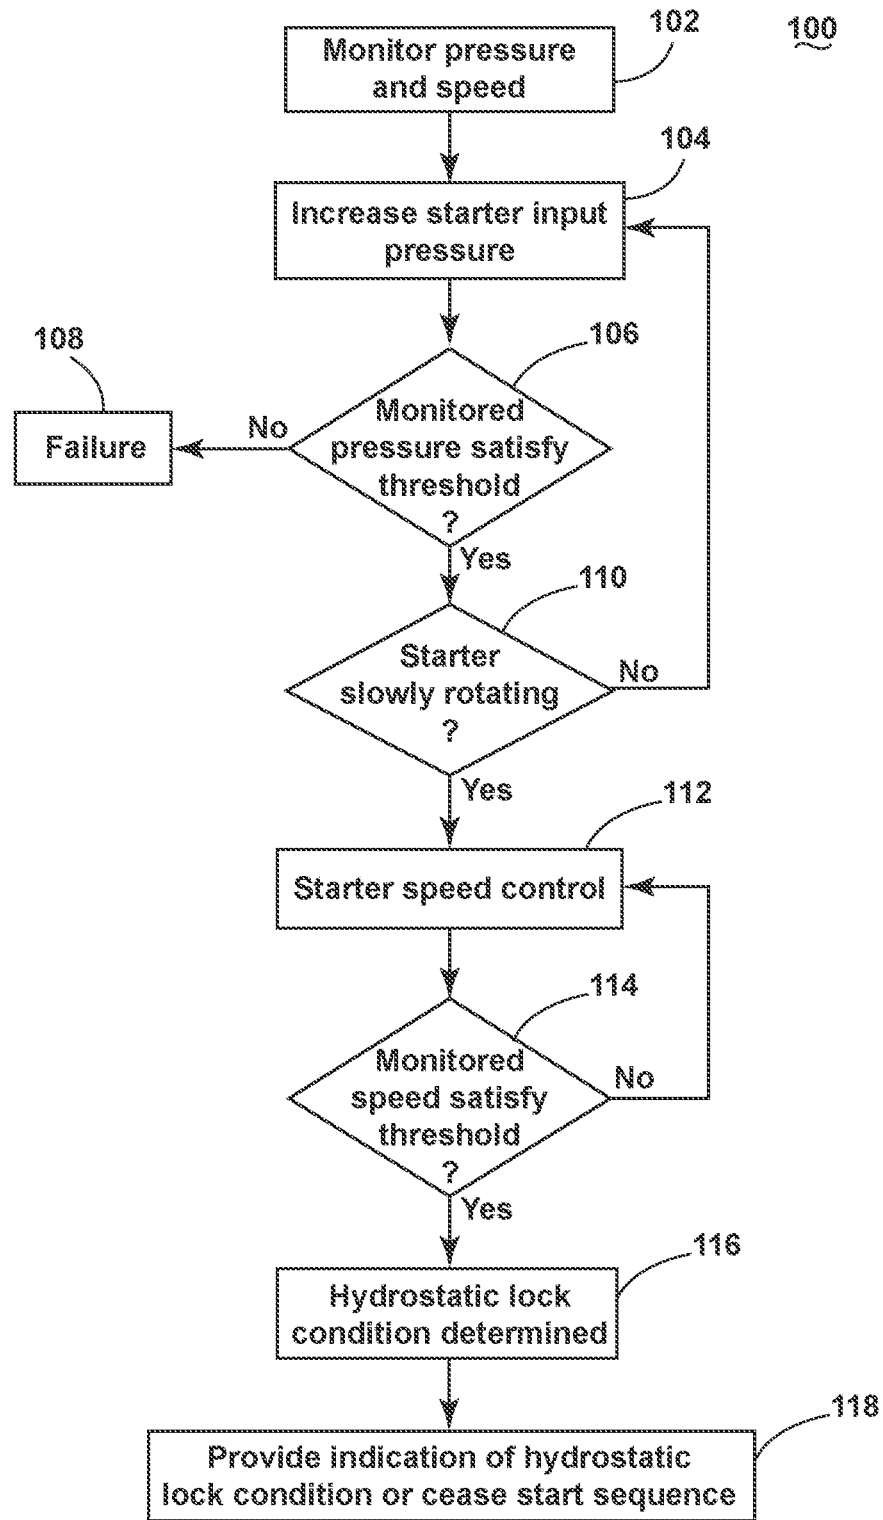 100
Monitor pressure
and speed
102
104
Increase starter input
pressure
106
108
Monitored
pressure satisfy
threshold
?
No
Failure
Yes
110
Starter
slowly rotating
?
No
Yes
112
Starter speed control
114
Monitored
speed satisfy
threshold
?
No
Yes
116
Hydrostatic lock
condition determined
118
Provide indication of hydrostatic
lock condition or cease start sequence